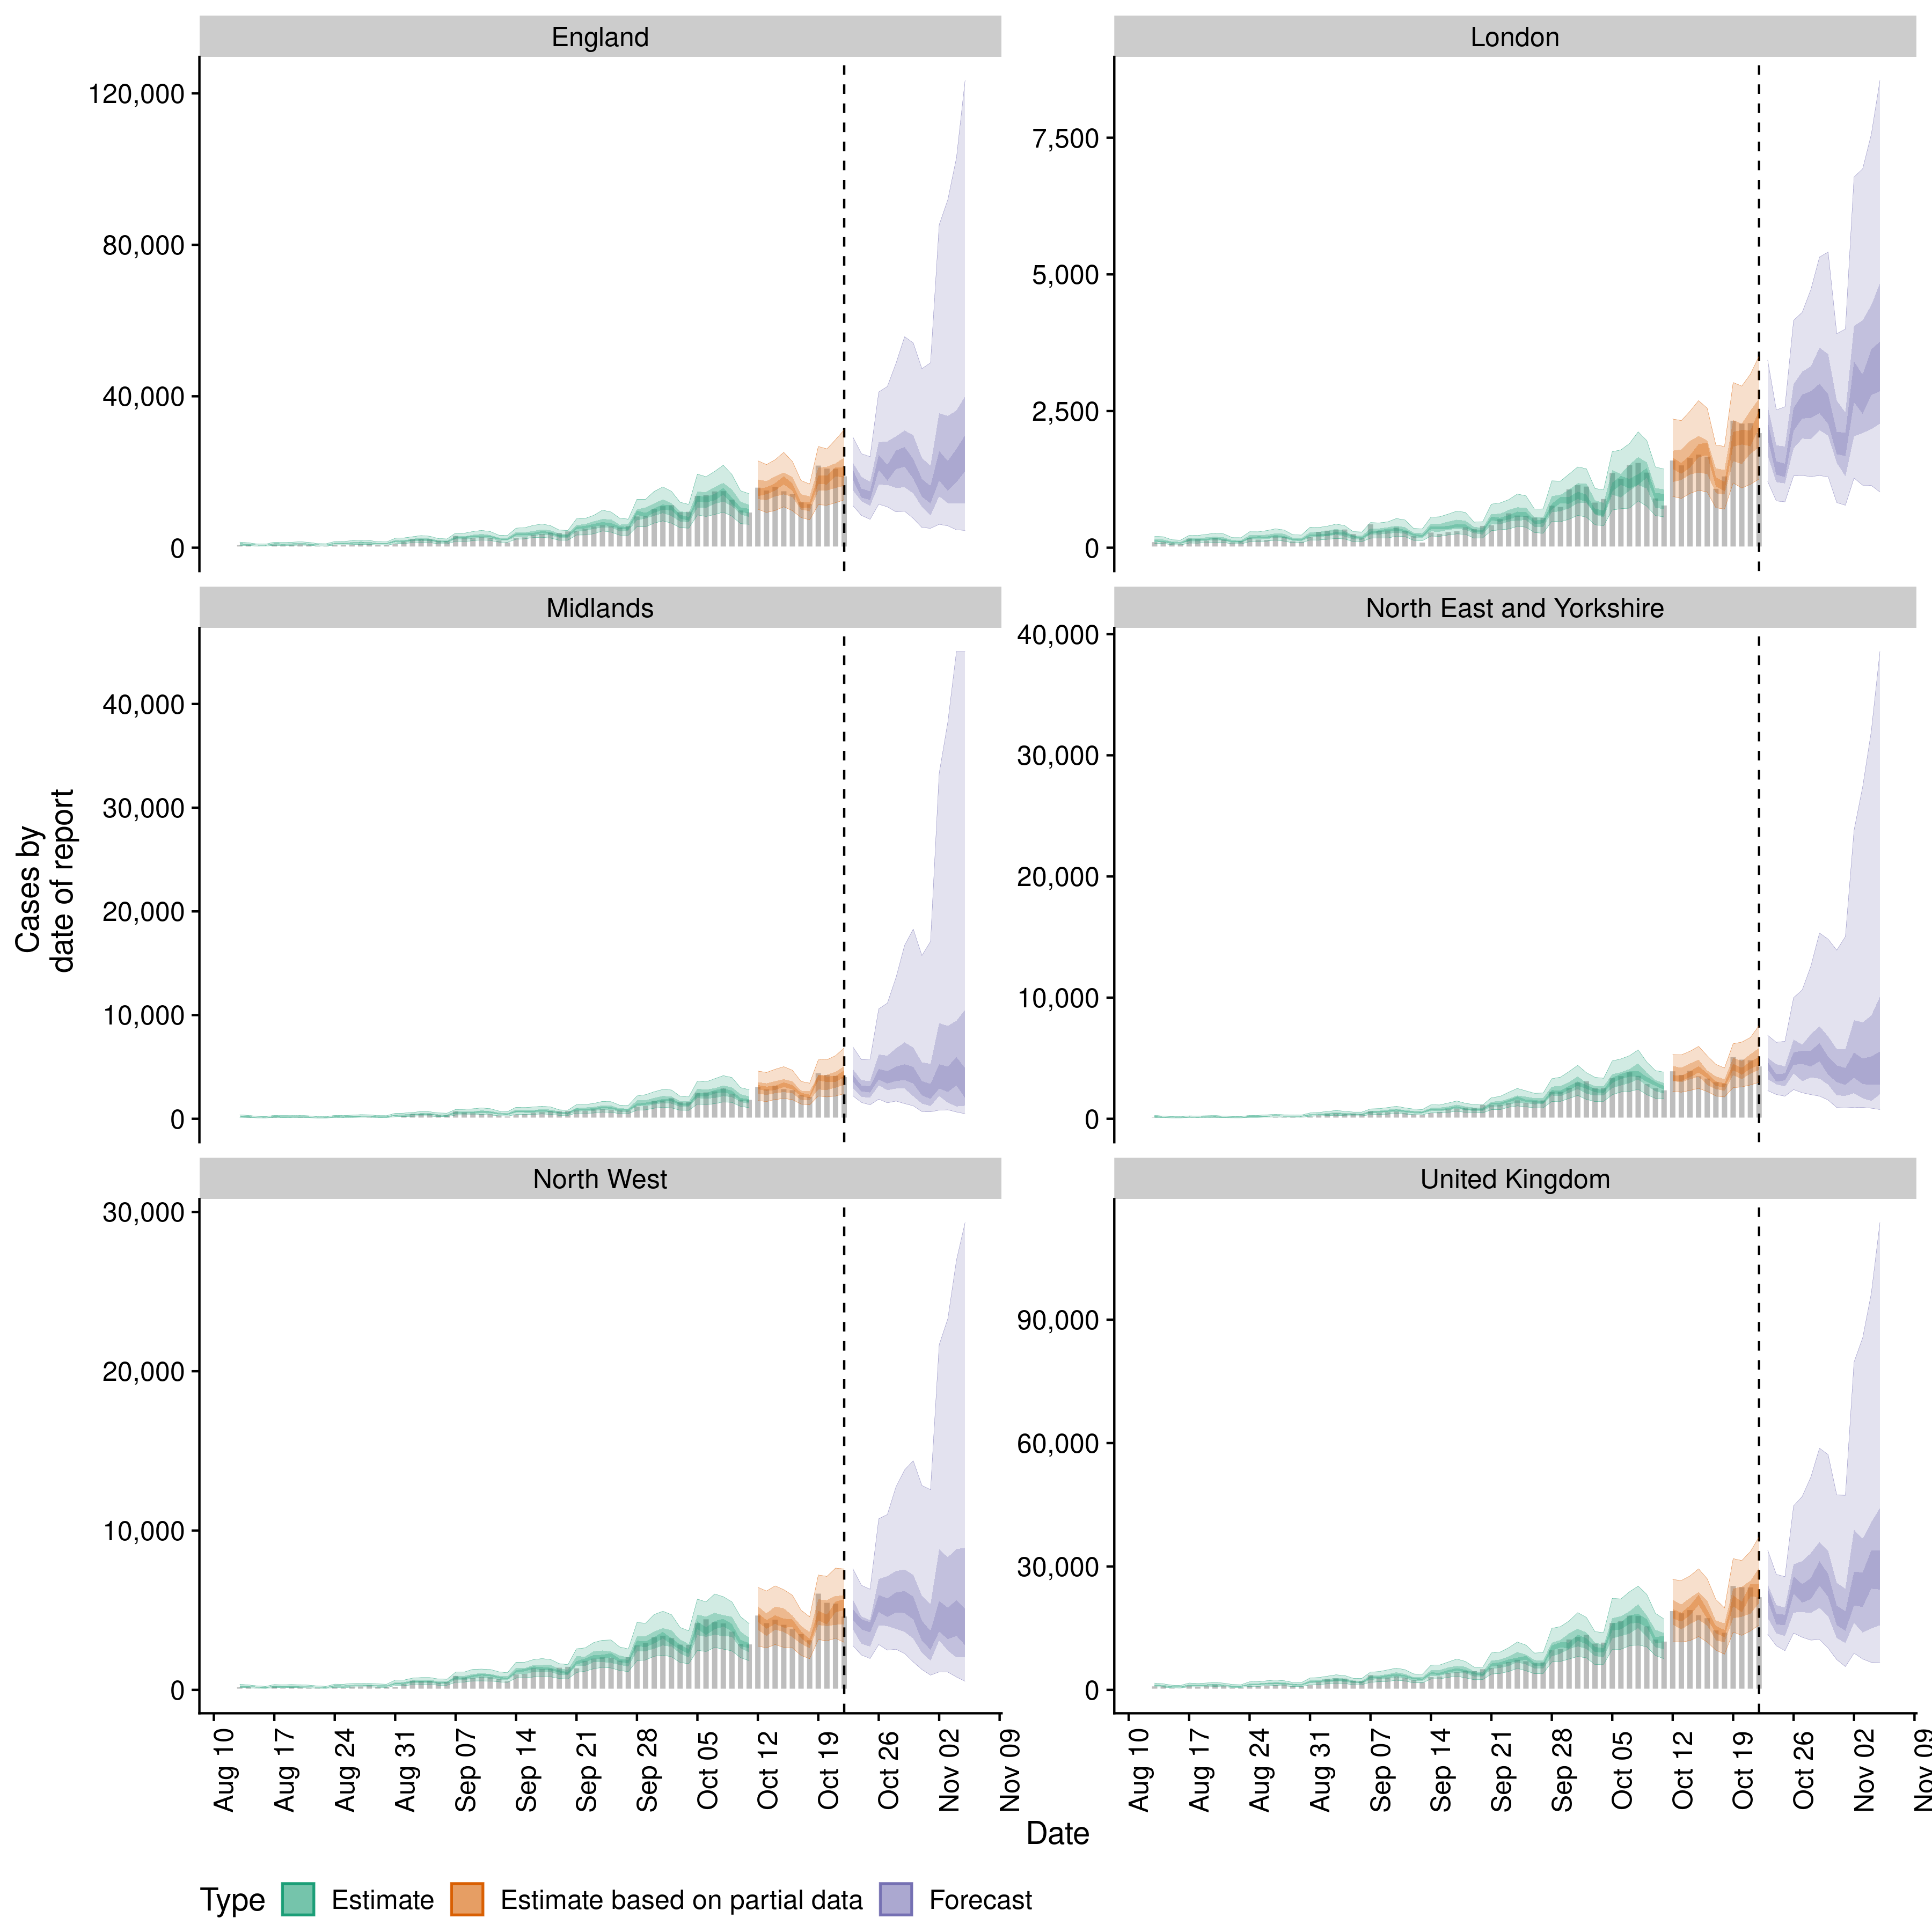 England
London
120,000
80,000
40,000
0
7,500
5,000
2,500
0
Midlands
North East and Yorkshire
40,000
30,000
20,000
10,000
0
40,000
30,000
20,000
10,000
0
Cases by
date of report
North West
United Kingdom
30,000
20,000
10,000
0
90,000
60,000
30,000
0
Aug 10
Aug 17
Aug 24
Aug 31
Sep 07
Sep 14
Sep 21
Sep 28
Oct 05
Oct 12
Oct 19
Oct 26
Nov 02
Nov 09
Aug 10
Aug 17
Aug 24
Aug 31
Sep 07
Sep 14
Sep 21
Sep 28
Oct 05
Oct 12
Oct 19
Oct 26
Nov 02
Nov 09
Date
Type Estimate Estimate based on partial data Forecast